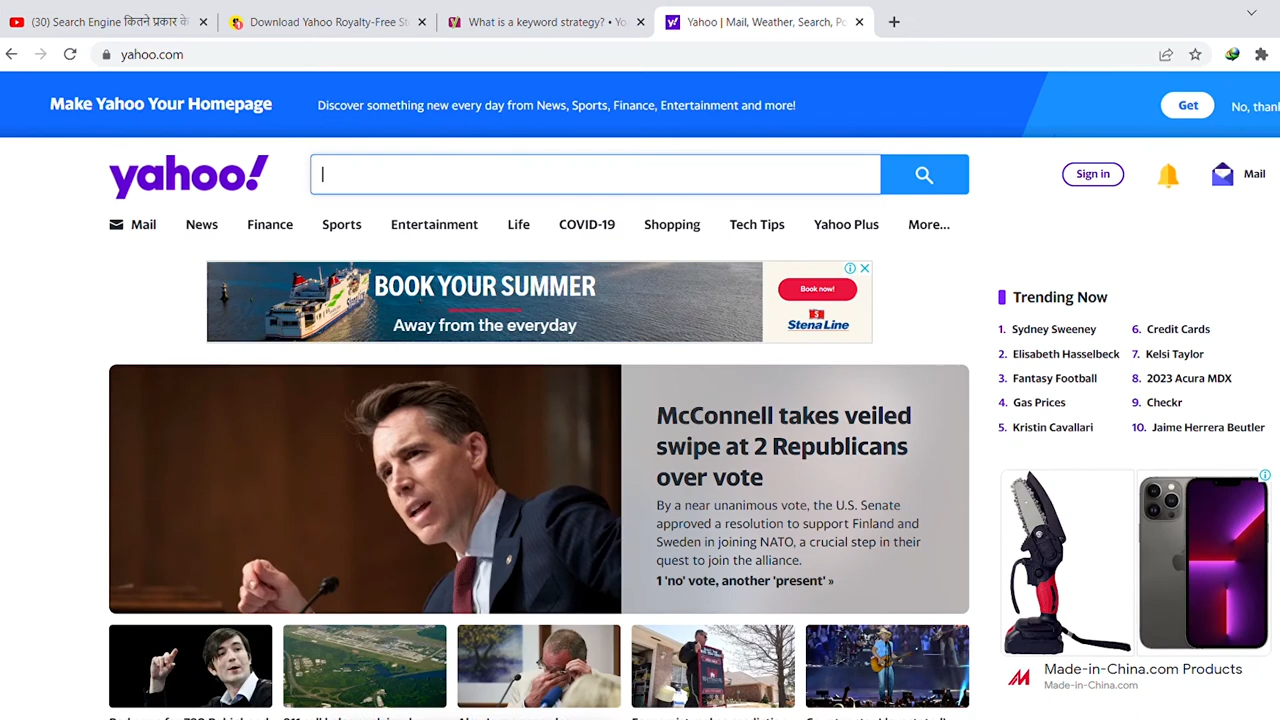 (30) Search Engine कितने प्रकार के
Download Yahoo Royalty-Free St
What is a keyword strategy? • Yo
Yahoo | Mail, Weather, Search, Po
yahoo.com
Make Yahoo Your Homepage
Discover something new every day from News, Sports, Finance, Entertainment and more!
Get
No, thank
yahoo!
Sign in
Mail
Mail
News
Finance
Sports
Entertainment
Life
COVID-19
Shopping
Tech Tips
Yahoo Plus
More...
BOOK YOUR SUMMER
Away from the everyday
Book now!
Stena Line
McConnell takes veiled
swipe at 2 Republicans
over vote
By a near unanimous vote, the U.S. Senate
approved a resolution to support Finland and
Sweden in joining NATO, a crucial step in their
quest to join the alliance.
1 'no' vote, another 'present' »
Trending Now
1. Sydney Sweeney
2. Elisabeth Hasselbeck
3. Fantasy Football
4. Gas Prices
5. Kristin Cavallari
6. Credit Cards
7. Kelsi Taylor
8. 2023 Acura MDX
9. Checkr
10. Jaime Herrera Beutler
Made-in-China.com Products
Made-in-China.com